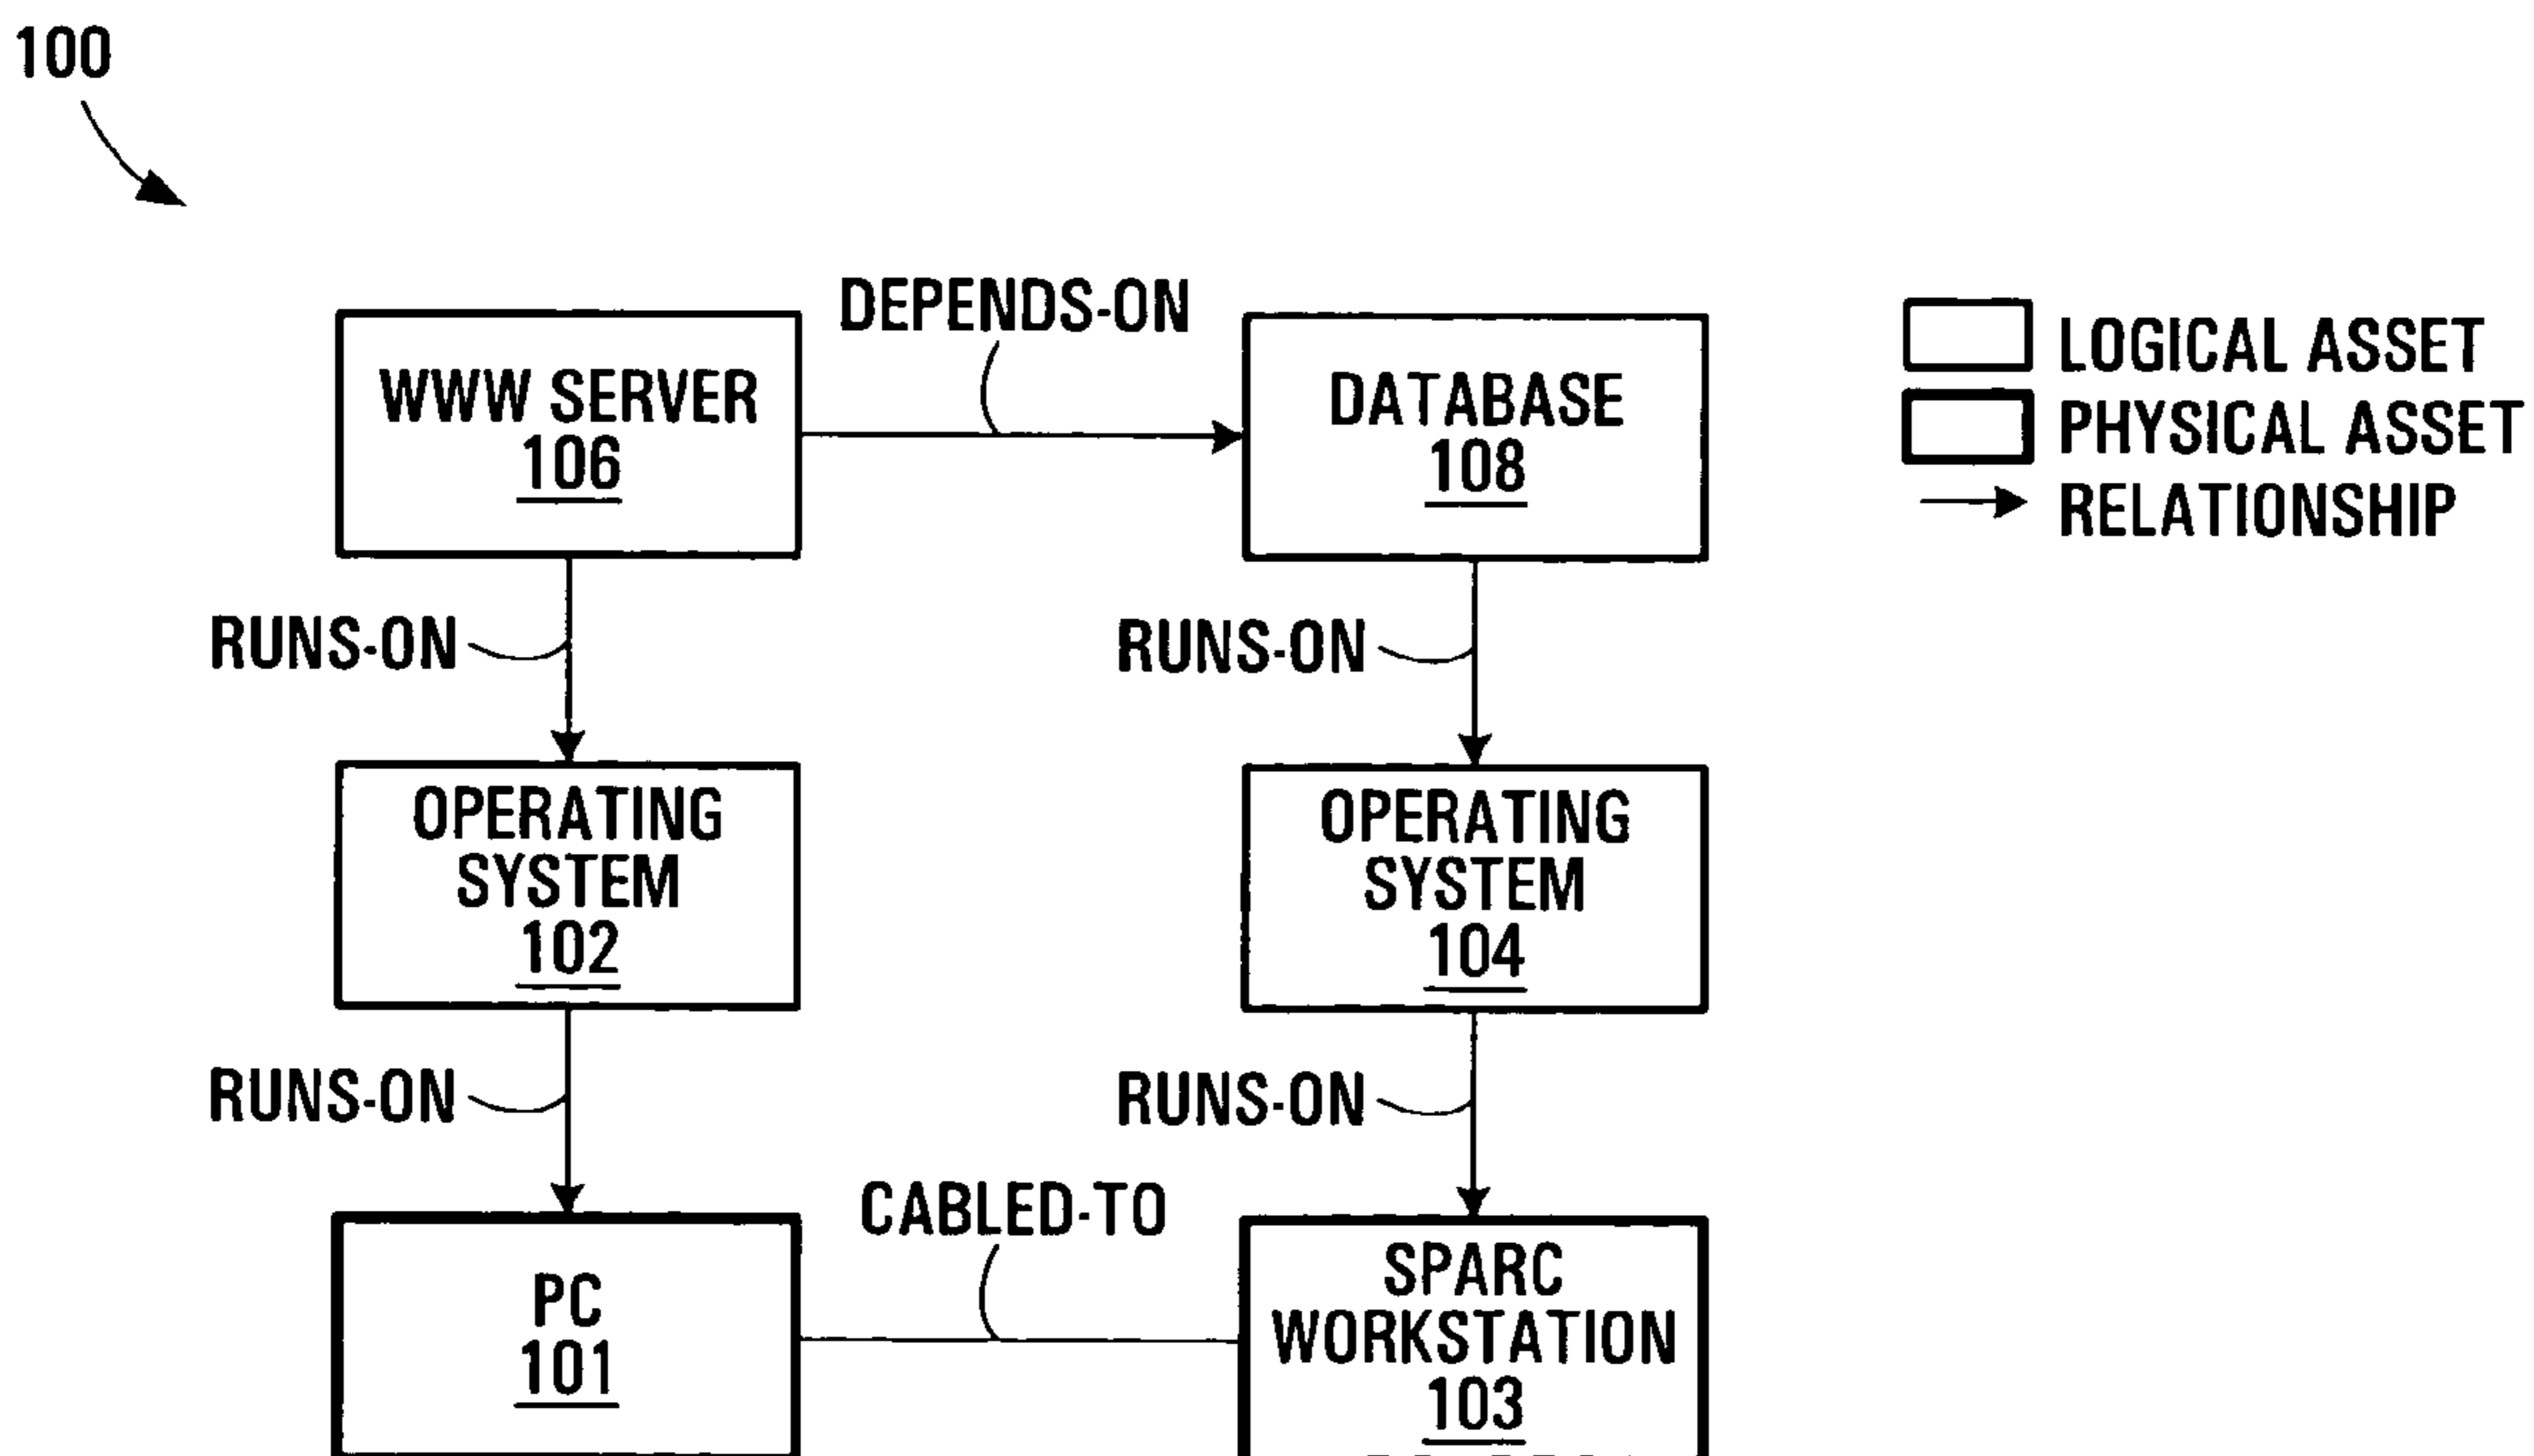 100
DEPENDS-ON
WWW SERVER
106
DATABASE
108
LOGICAL ASSET
PHYSICAL ASSET
RELATIONSHIP
RUNS-ON
RUNS-ON
OPERATING
SYSTEM
102
OPERATING
SYSTEM
104
RUNS-ON
RUNS-ON
CABLED-TO
PC
101
SPARC
WORKSTATION
103